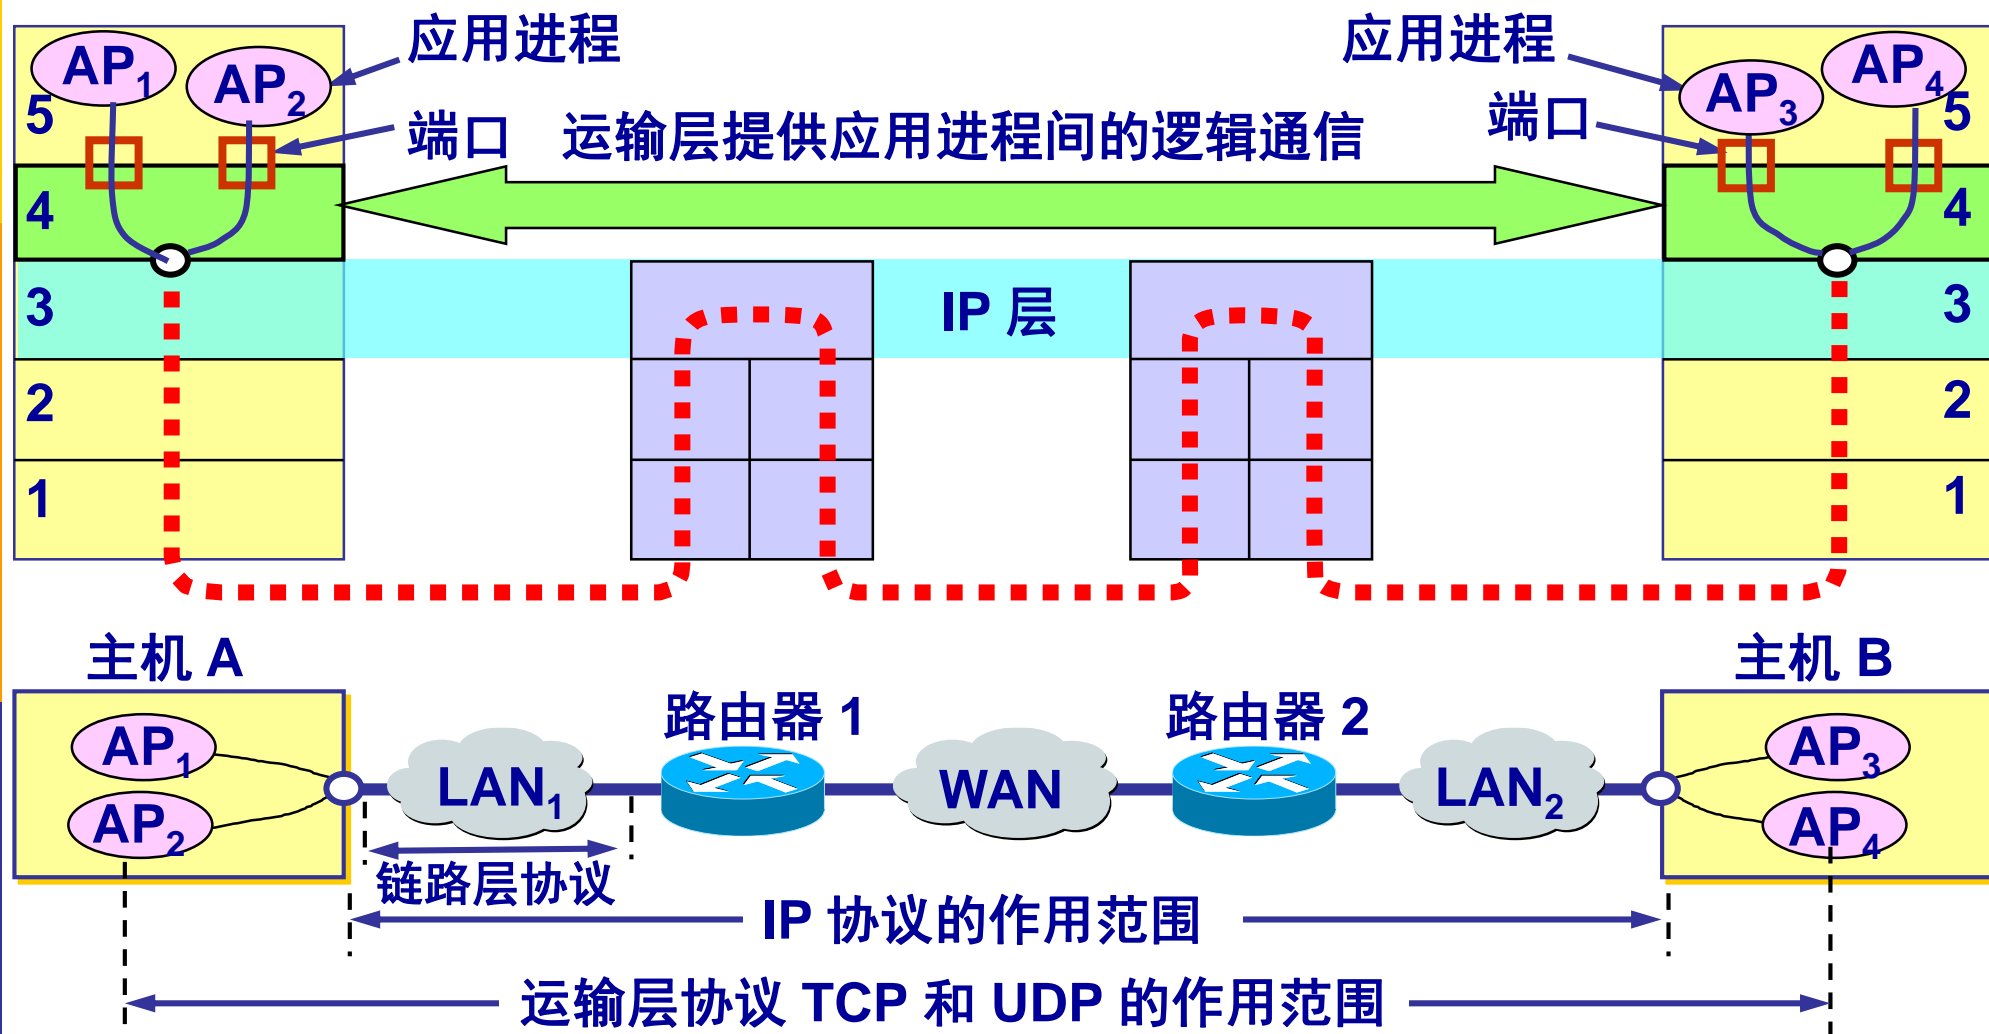 AP1
AP2
应用进程
应用进程
AP3
AP4
5
端口
运输层提供应用进程间的逻辑通信
端口
5
4
4
3
IP 层
3
2
2
1
1
主机 A
主机 B
路由器 1
路由器 2
AP1
AP2
LAN1
WAN
LAN2
AP3
AP4
链路层协议
IP 协议的作用范围
运输层协议 TCP 和 UDP 的作用范围